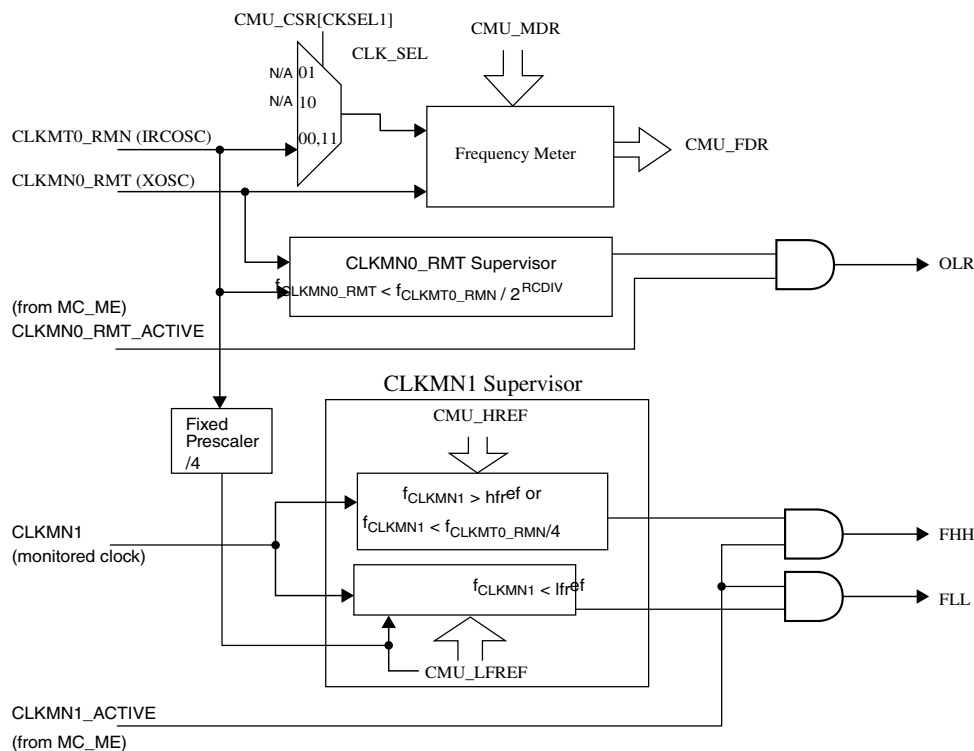 CMU_CSR[CKSEL1]
CLK_SEL
CMU_MDR
N/A 01
N/A 10
00,11
CLKMT0_RMN (IRCOSC)
Frequency Meter
CMU_FDR
CLKMN0_RMT (XOSC)
CLKMN0_RMT Supervisor
fCLKMN0_RMT < fCLKMT0_RMN / 2RCDIV
OLR
(from MC_ME)
CLKMN0_RMT_ACTIVE
CLKMN1 Supervisor
Fixed
Prescaler
/4
CMU_HREF
fCLKMN1 > hfref or
fCLKMN1 < fCLKMT0_RMN/4
CLKMN1
(monitored clock)
FHH
fCLKMN1 < lfref
FLL
CMU_LFREF
CLKMN1_ACTIVE
(from MC_ME)